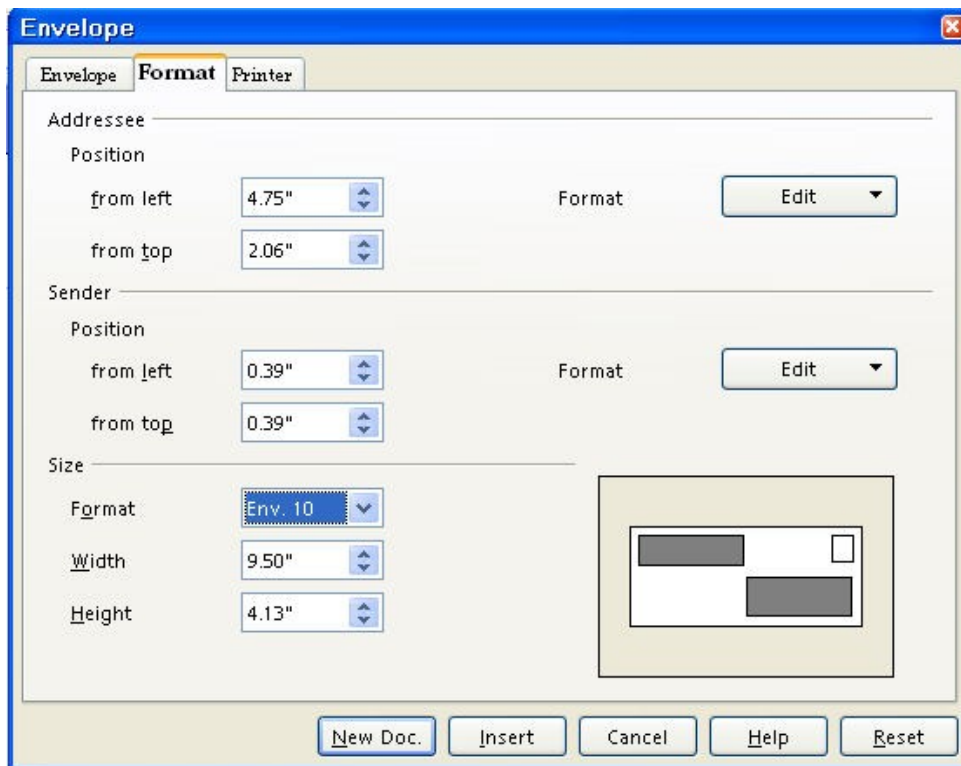 Envelope
Envelope Format Printer
Addressee
Position
from left 4.75" Format Edit
from top 2.06"
Sender
Position
from left 0.39" Format Edit
from top 0.39"
Size
Format Env. 10
Width 9.50"
Height 4.13"
New Doc. Insert Cancel Help Reset